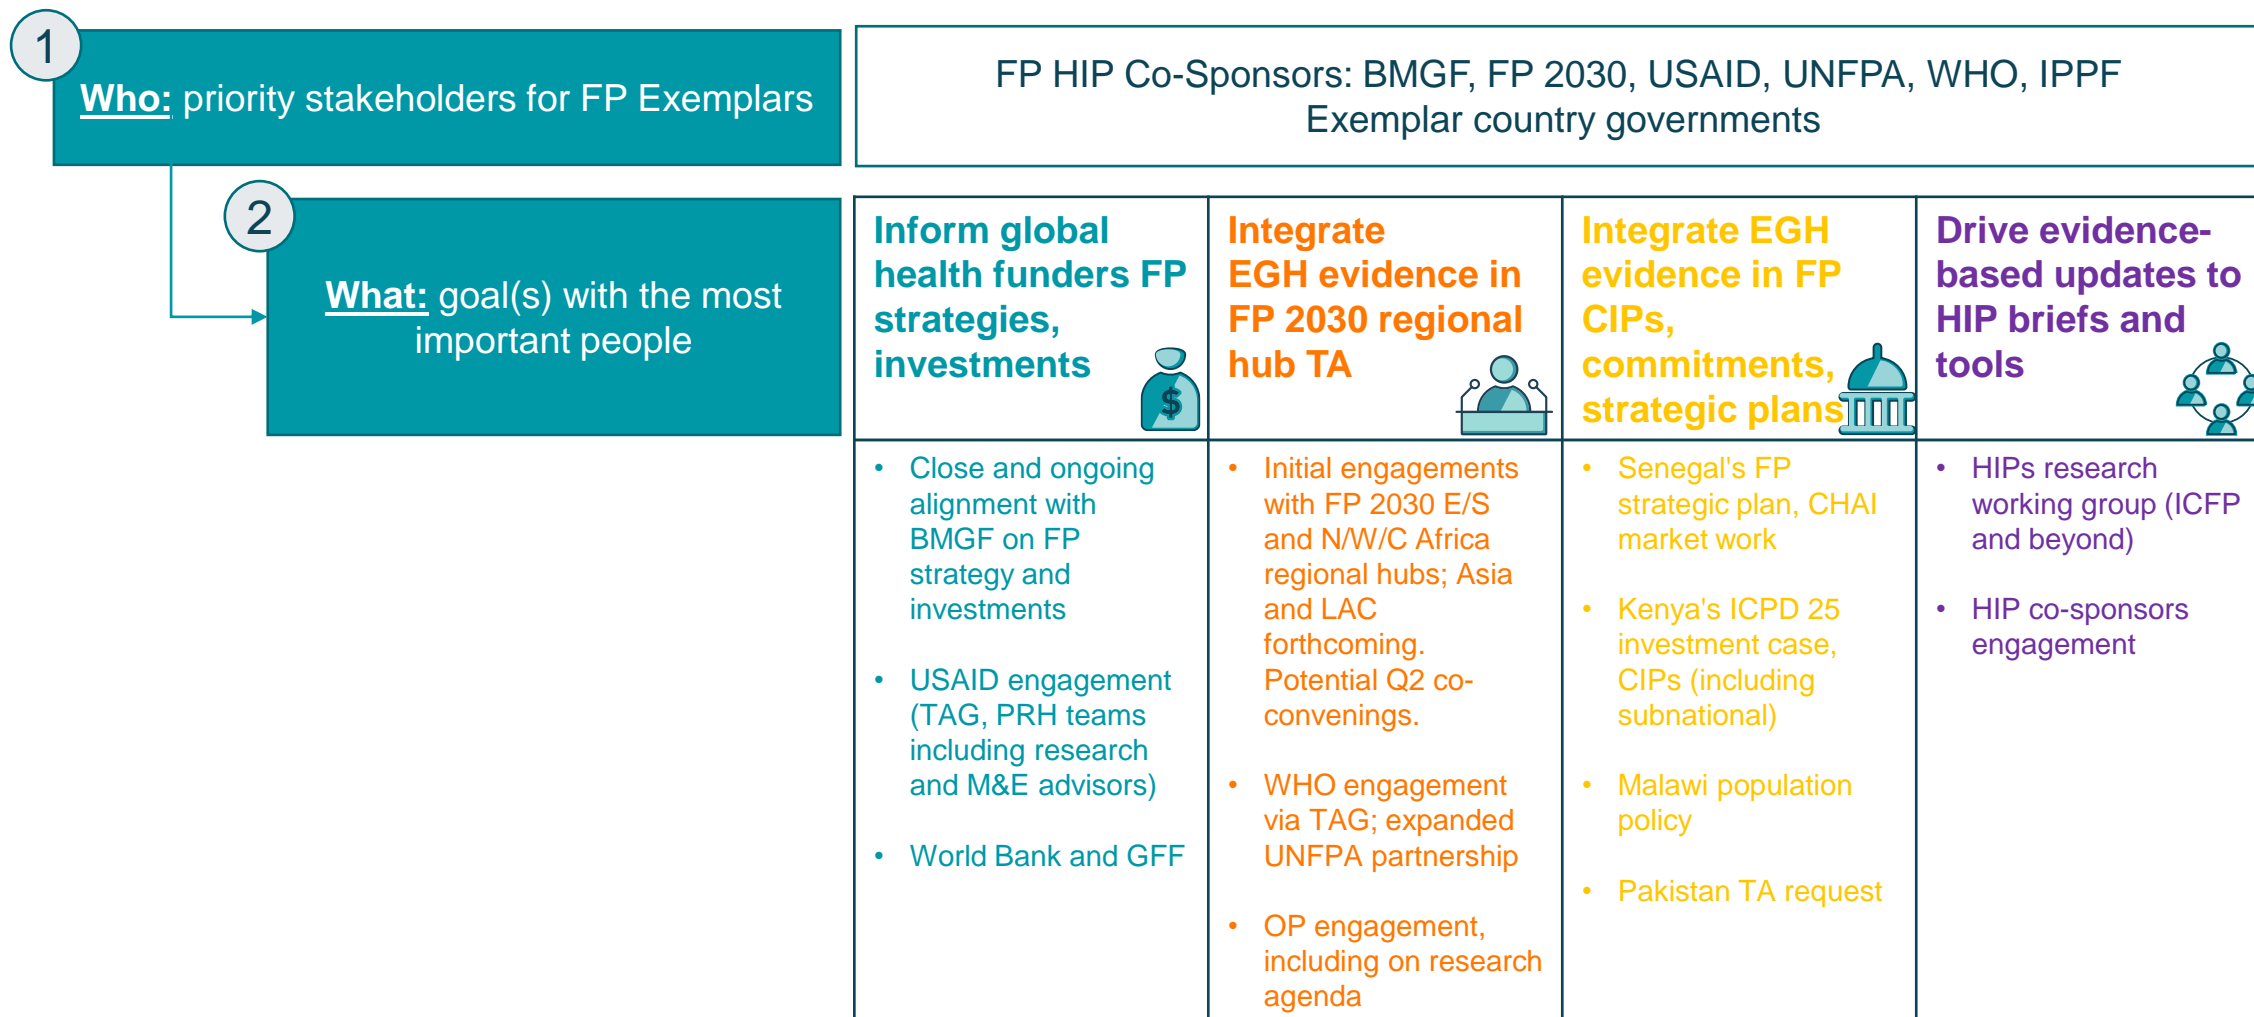 1
Who: priority stakeholders for FP Exemplars
FP HIP Co-Sponsors: BMGF, FP 2030, USAID, UNFPA, WHO, IPPF
Exemplar country governments
2
What: goal(s) with the most
important people
Inform global
health funders FP
strategies,
investments
$
Integrate
EGH evidence in
FP 2030 regional
hub TA
Integrate EGH
evidence in FP
CIPs,
commitments,
strategic plans
Drive evidence-
based updates to
HIP briefs and
tools
• Close and ongoing
alignment with
BMGF on FP
strategy and
investments
• USAID engagement
(TAG, PRH teams
including research
and M&E advisors)
• World Bank and GFF
• Initial engagements
with FP 2030 E/S
and N/W/C Africa
regional hubs; Asia
and LAC
forthcoming.
Potential Q2 co-
convenings.
• WHO engagement
via TAG; expanded
UNFPA partnership
• OP engagement,
including on research
agenda
• Senegal's FP
strategic plan, CHAI
market work
• Kenya's ICPD 25
investment case,
CIPs (including
subnational)
• Malawi population
policy
• Pakistan TA request
• HIPs research
working group (ICFP
and beyond)
• HIP co-sponsors
engagement